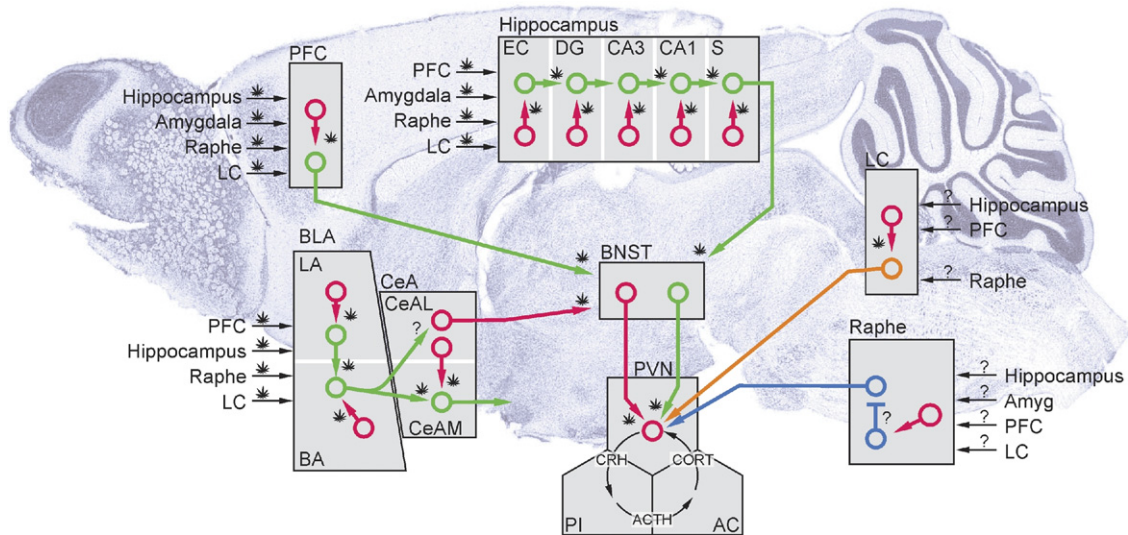 Hippocampus
EC DG CA3 CA1 S
PFC
Amygdala
Raphe
LC
PFC
Hippocampus
Amygdala
Raphe
LC
LC
? Hippocampus
? PFC
? Raphe
BLA
LA
BA
PFC
Hippocampus
Raphe
LC
CeA
CeAL
?
CeAM
BNST
PVN
CRH CORT
ACTH
PI AC
Raphe
?
? Hippocampus
? Amyg
? PFC
? LC